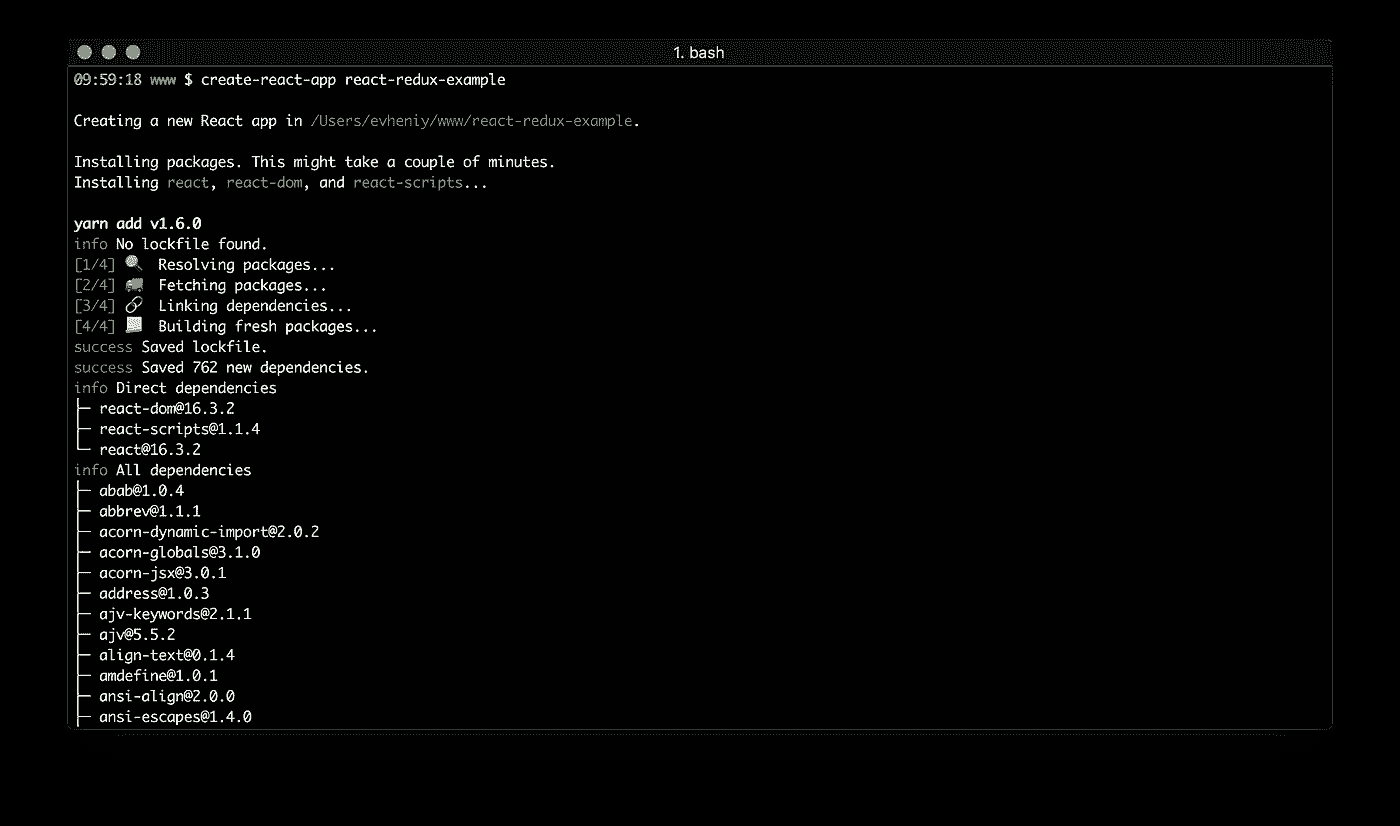 1. bash
09:59:18 www $ create-react-app react-redux-example
Creating a new React app in /Users/evheniy/www/react-redux-example.
Installing packages. This might take a couple of minutes.
Installing react, react-dom, and react-scripts...
yarn add v1.6.0
info No lockfile found.
[1/4] 🔍 Resolving packages...
[2/4] 🚚 Fetching packages...
[3/4] 🔗 Linking dependencies...
[4/4] 📃 Building fresh packages...
success Saved lockfile.
success Saved 762 new dependencies.
info Direct dependencies
├─ react-dom@16.3.2
├─ react-scripts@1.1.4
└─ react@16.3.2
info All dependencies
├─ abab@1.0.4
├─ abbrev@1.1.1
├─ acorn-dynamic-import@2.0.2
├─ acorn-globals@3.1.0
├─ acorn-jsx@3.0.1
├─ address@1.0.3
├─ ajv-keywords@2.1.1
├─ ajv@5.5.2
├─ align-text@0.1.4
├─ amdefine@1.0.1
├─ ansi-align@2.0.0
├─ ansi-escapes@1.4.0